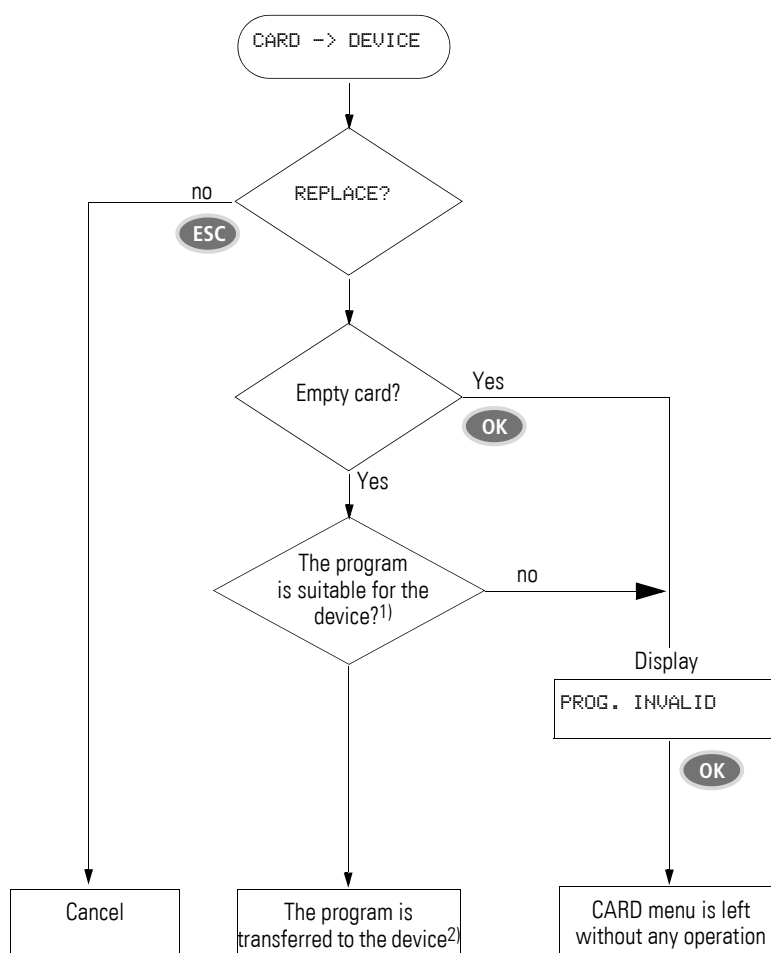 CARD -> DEVICE
REPLACE?
no
ESC
Empty card?
Yes
OK
Yes
The program
is suitable for the
device?1)
no
Display
PROG. INVALID
OK
Cancel
The program is
transferred to the device2)
CARD menu is left
without any operation